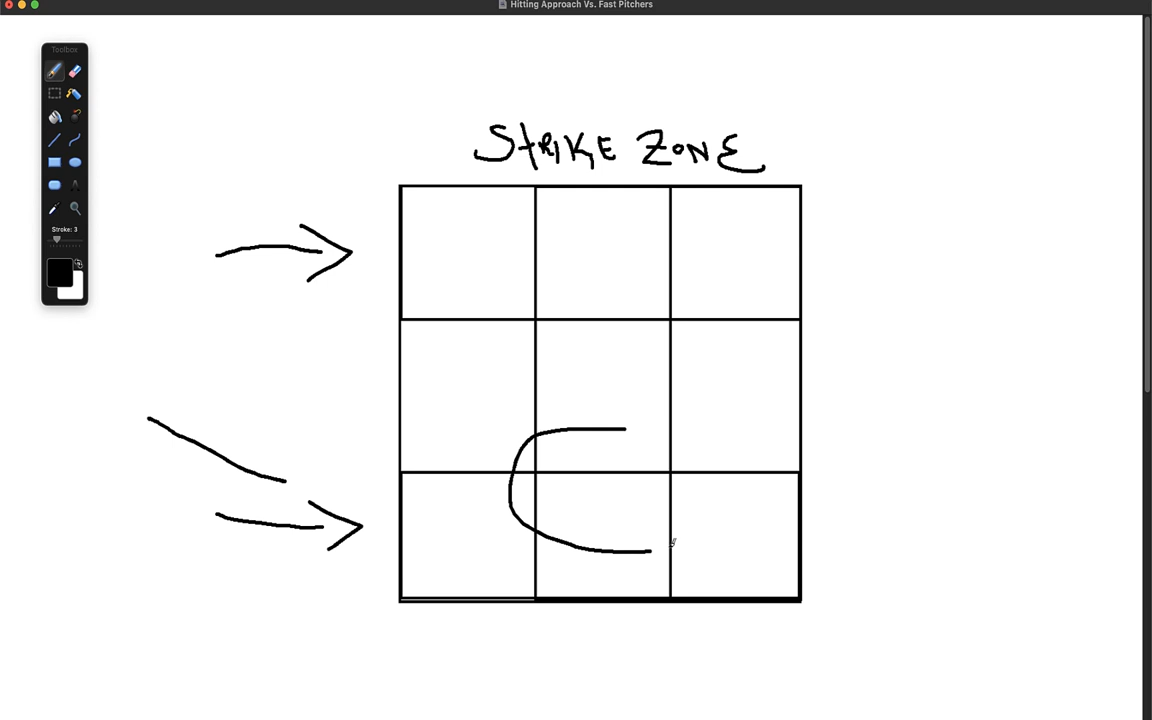 Hitting Approach Vs. Fast Pitchers
Toolbox
STRIKE ZONE
Stroke: 3